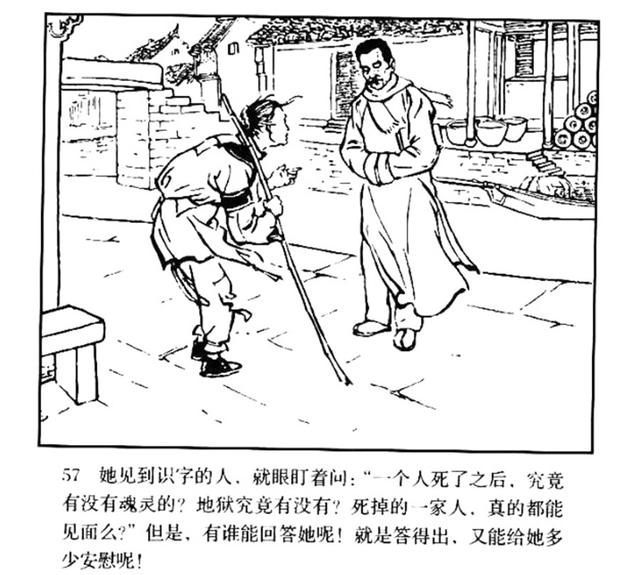 57 她见到识字的人，就眼盯着问：“一个人死了之后，究竟
有没有魂灵的？地狱究竟有没有？死掉的一家人，真的都能
见面么？”但是，有谁能回答她呢！就是答得出，又能给她多
少安慰呢！